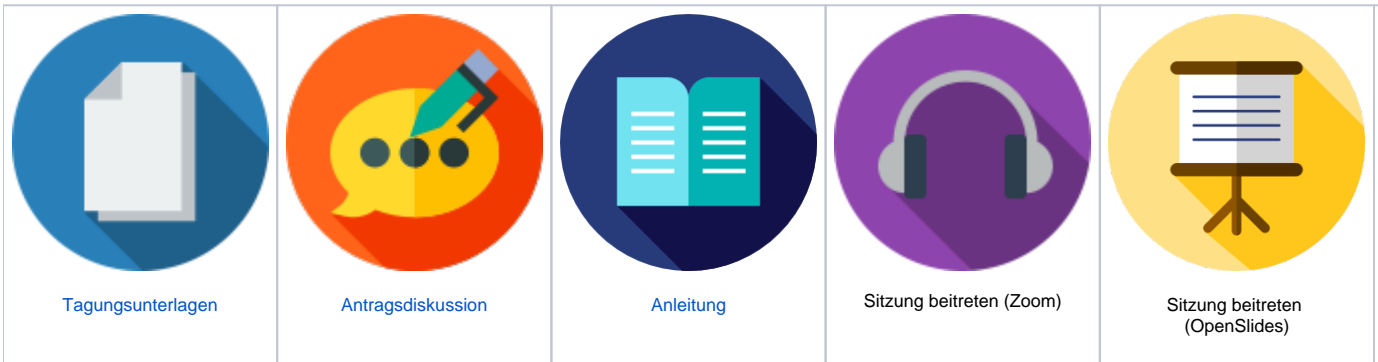 Tagungsunterlagen
Antragsdiskussion
Anleitung
Sitzung beitreten (Zoom)
Sitzung beitreten
(OpenSlides)